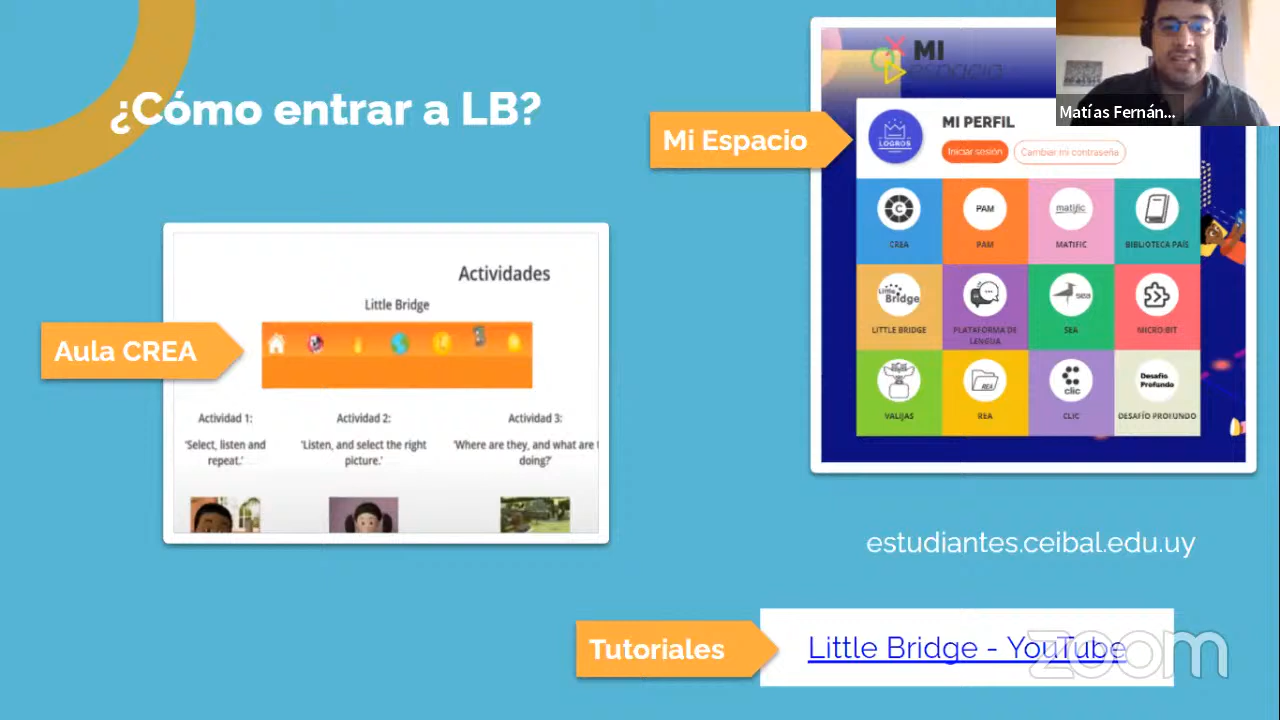 ¿Cómo entrar a LB?
Mi Espacio
MI
espacio
Matías Fernán...
MI PERFIL
LOGROS
Iniciar sesión
Cambiar mi contraseña
CREA
PAM
PAM
matific
MATIFIC
BIBLIOTECA PAÍS
Little Bridge
LITTLE BRIDGE
PLATAFORMA DE
LENGUA
sea
SEA
MICRO:BIT
VALIJAS
REA
REA
clic
CLIC
Desafío
Profundo
DESAFÍO PROFUNDO
Aula CREA
Actividades
Little Bridge
Actividad 1:
'Select, listen and
repeat.'
Actividad 2:
'Listen, and select the right
picture.'
Actividad 3:
'Where are they, and what are t
doing?'
estudiantes.ceibal.edu.uy
Tutoriales
Little Bridge - YouTube
zoom